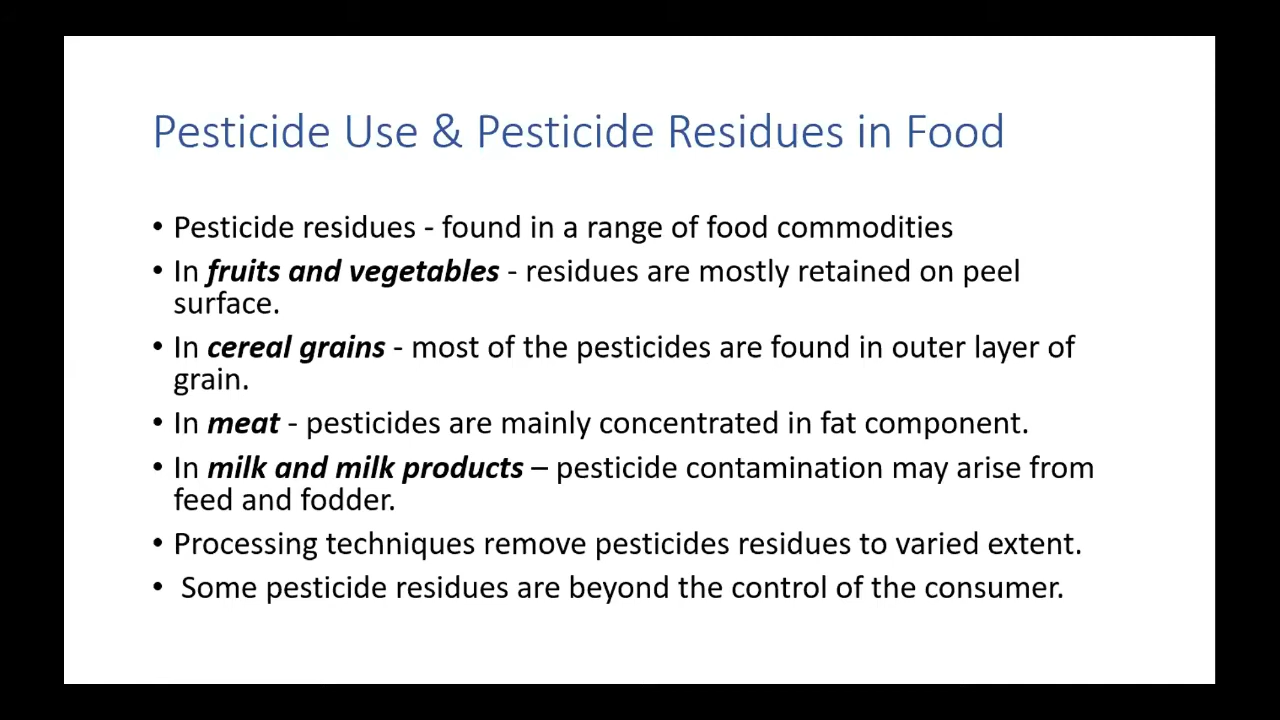 Pesticide Use & Pesticide Residues in Food
• Pesticide residues - found in a range of food commodities
• In fruits and vegetables - residues are mostly retained on peel
surface.
• In cereal grains - most of the pesticides are found in outer layer of
grain.
• In meat - pesticides are mainly concentrated in fat component.
• In milk and milk products – pesticide contamination may arise from
feed and fodder.
• Processing techniques remove pesticides residues to varied extent.
• Some pesticide residues are beyond the control of the consumer.